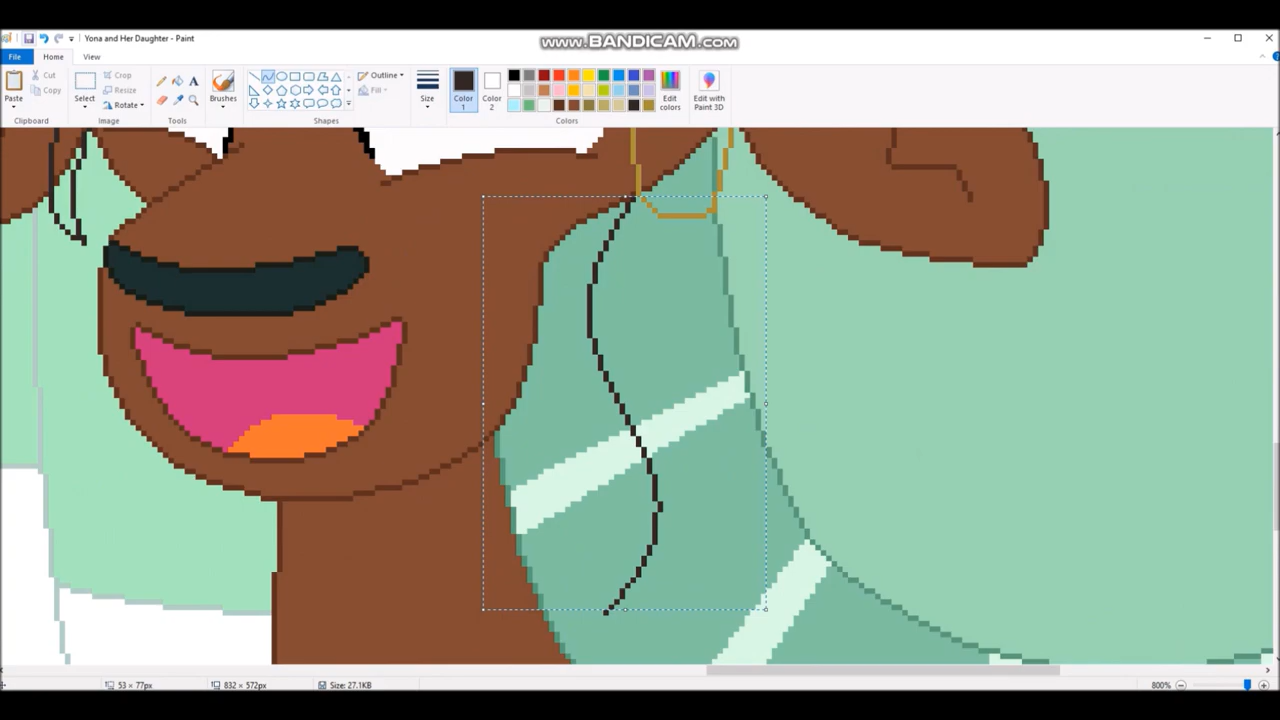 www.BANDICAM.com
Yona and Her Daughter - Paint
File Home View
Paste
Cut
Copy
Clipboard
Select
Crop
Resize
Rotate
Image
A
Tools
Brushes
Shapes
Outline
Fill
Size
Color 1
Color 2
Edit colors
Edit with Paint 3D
Colors
53 × 77px
832 × 572px
Size: 27.1KB
800%